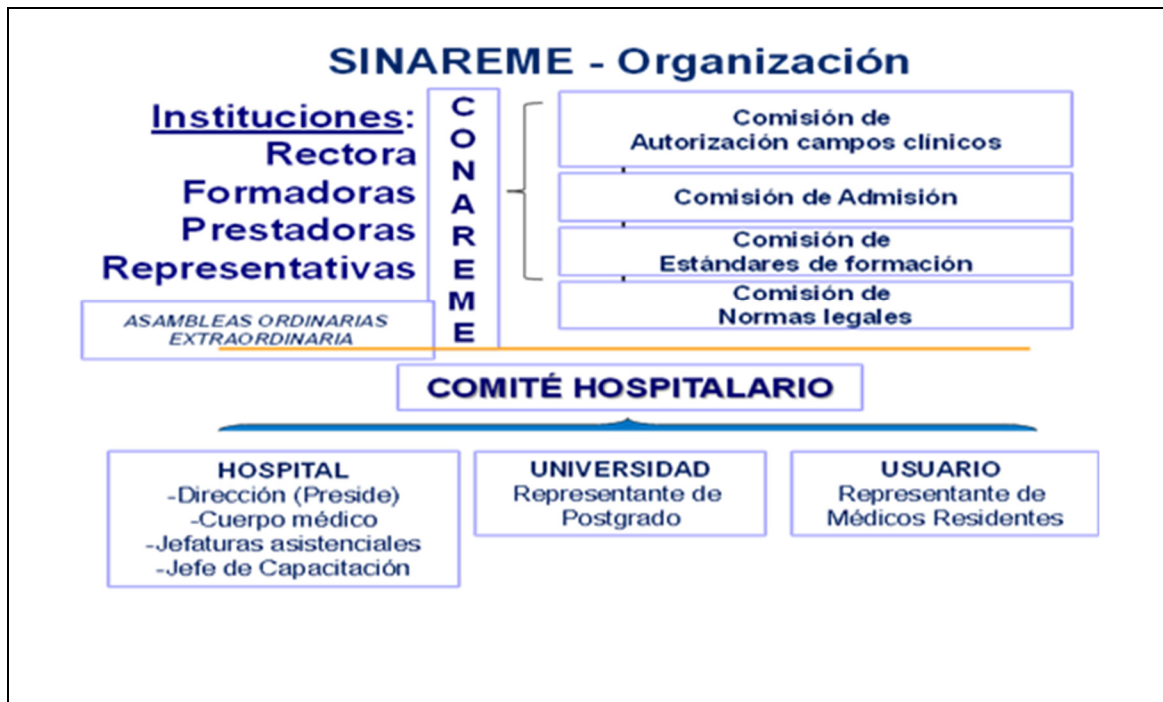 SINAREME - Organización
Instituciones:
Rectora
Formadoras
Prestadoras
Representativas
ASAMBLEAS ORDINARIAS
EXTRAORDINARIA
CONAREME
Comisión de
Autorización campos clínicos
Comisión de Admisión
Comisión de
Estándares de formación
Comisión de
Normas legales
COMITÉ HOSPITALARIO
HOSPITAL
-Dirección (Preside)
-Cuerpo médico
-Jefaturas asistenciales
-Jefe de Capacitación
UNIVERSIDAD
Representante de
Postgrado
USUARIO
Representante de
Médicos Residentes